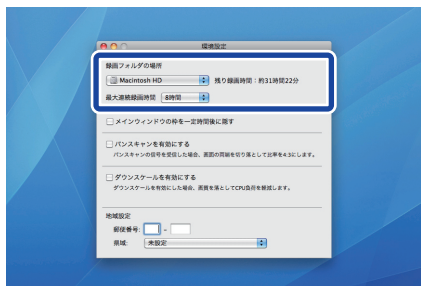 環境設定
録画フォルダの場所
Macintosh HD 残り録画時間：約31時間22分
最大連続録画時間 8時間
メインウィンドウの枠を一定時間後に隠す
パンスキャンを有効にする
パンスキャンの信号を受信した場合、画面の両端を切り落として比率を4:3にします。
ダウンスケールを有効にする
ダウンスケールを有効にした場合、画質を落としてCPU負荷を軽減します。
地域設定
郵便番号: -
県域: 未設定